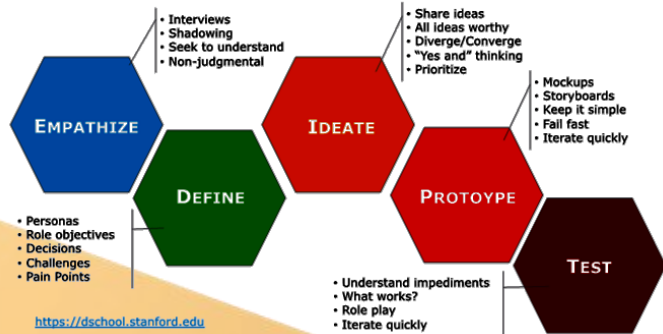 • Interviews
• Shadowing
• Seek to understand
• Non-judgmental
EMPATHIZE
• Personas
• Role objectives
• Decisions
• Challenges
• Pain Points
DEFINE
• Share ideas
• All ideas worthy
• Diverge/Converge
• "Yes and" thinking
• Prioritize
IDEATE
• Mockups
• Storyboards
• Keep it simple
• Fail fast
• Iterate quickly
PROTOYPE
• Understand impediments
• What works?
• Role play
• Iterate quickly
TEST
https://dschool.stanford.edu